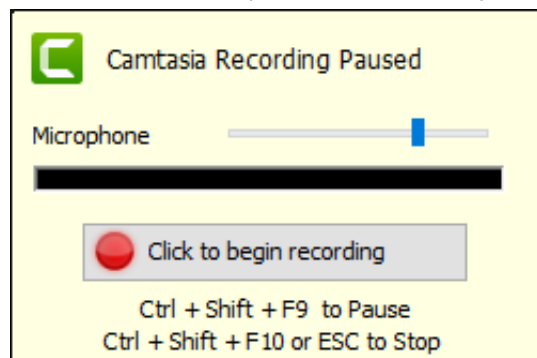 Camtasia Recording Paused
Microphone
Click to begin recording
Ctrl + Shift + F9 to Pause
Ctrl + Shift + F10 or ESC to Stop